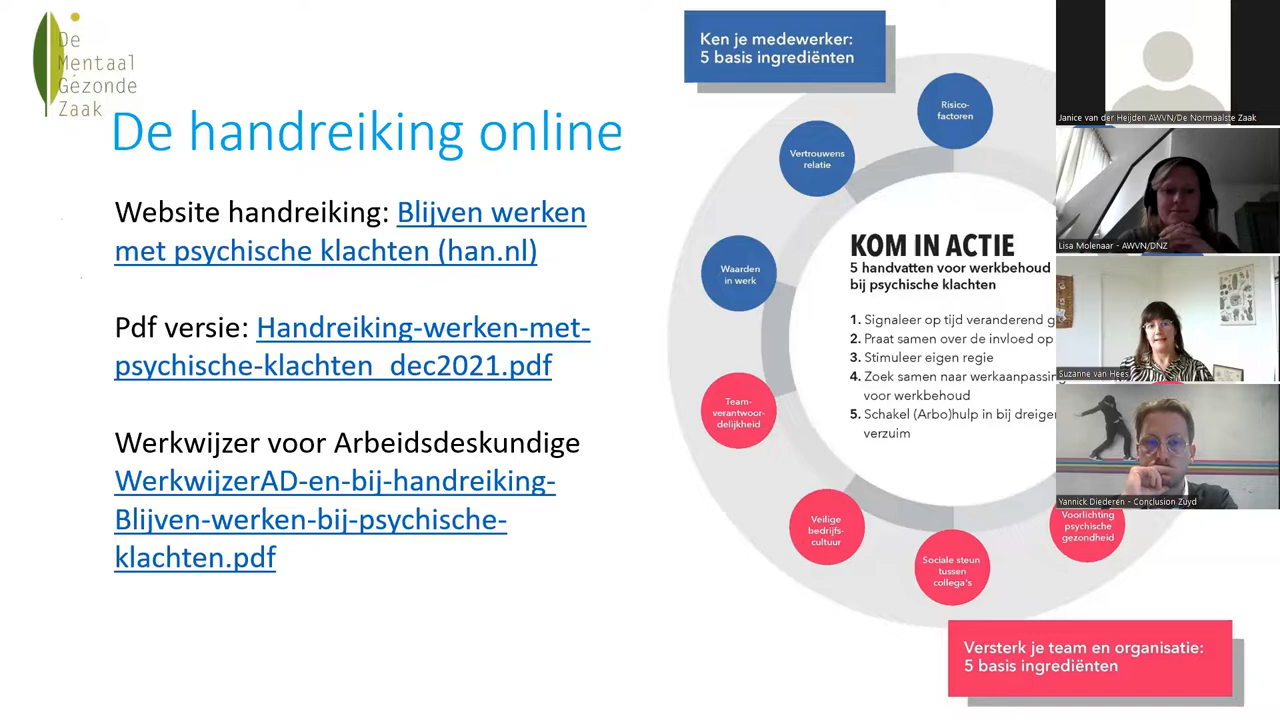 De
Mentaal
Gezonde
Zaak
De handreiking online
Website handreiking: Blijven werken
met psychische klachten (han.nl)
Pdf versie: Handreiking-werken-met-
psychische-klachten_dec2021.pdf
Werkwijzer voor Arbeidsdeskundige
WerkwijzerAD-en-bij-handreiking-
Blijven-werken-bij-psychische-
klachten.pdf
Ken je medewerker:
5 basis ingrediënten
Risico-
factoren
Vertrouwens
relatie
Waarden
in werk
Team-
verantwoor-
delijkheid
Veilige
bedrijfs-
cultuur
Sociale steun
tussen
collega's
Voorlichting
psychische
gezondheid
KOM IN ACTIE
5 handvatten voor werkbehoud
bij psychische klachten
1. Signaleer op tijd veranderend g
2. Praat samen over de invloed op
3. Stimuleer eigen regie
4. Zoek samen naar werkaanpassing
voor werkbehoud
5. Schakel (Arbo)hulp in bij dreiger
verzuim
Versterk je team en organisatie:
5 basis ingrediënten
Janice van der Heijden AWVN/De Normaalste Zaak
Lisa Molenaar - AWVN/DNZ
Suzanne van Hees
Yannick Diederen - Conclusion Zuyd